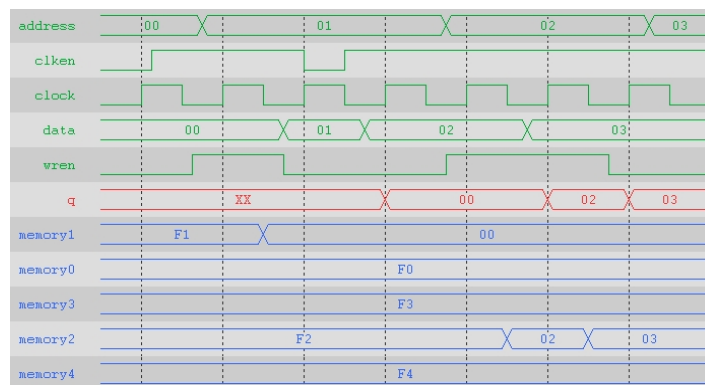 address 00 01 02 03
clken
clock
data 00 01 02 03
wren
q XX 00 02 03
memory1 F1 00
memory0 F0
memory3 F3
memory2 F2 02 03
memory4 F4